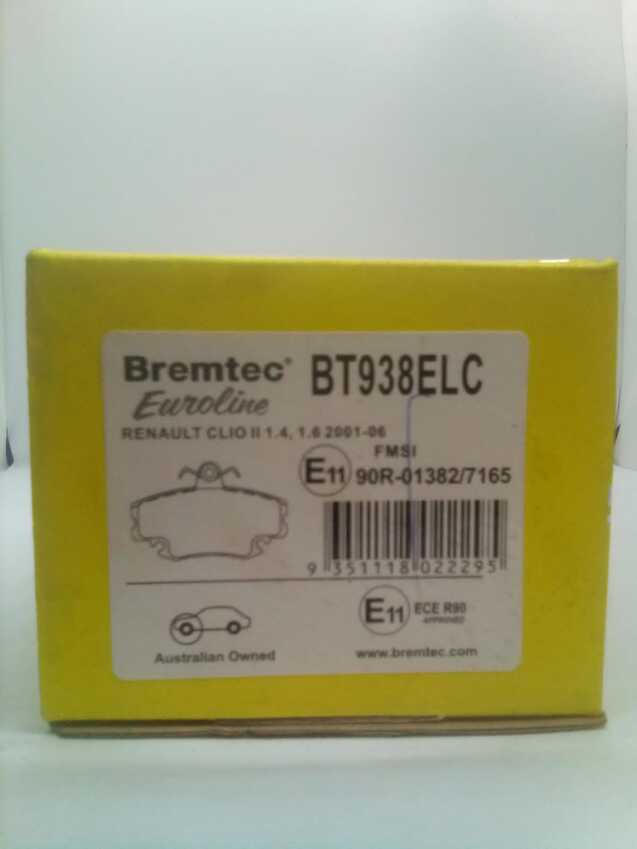 Bremtec® BT938ELC
Euroline
RENAULT CLIO II 1.4, 1.6 2001-06
FMSI
E11 90R-01382/7165
9 351118 022295
E11 ECE R90
APPROVED
Australian Owned
www.bremtec.com